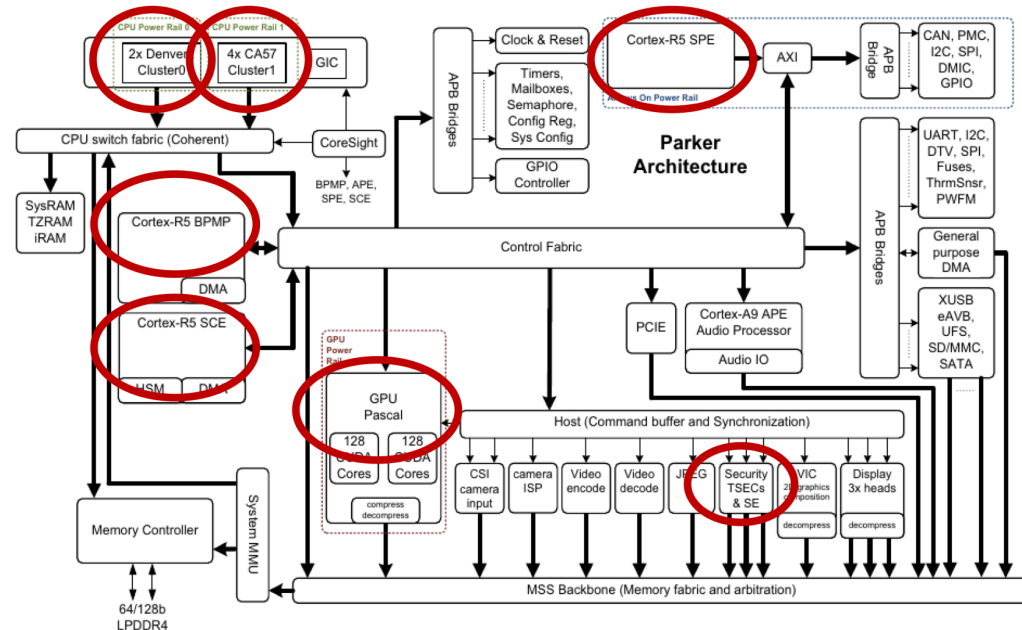 CPU Power Rail 0
CPU Power Rail 1
2x Denver
Cluster0
4x CA57
Cluster1
GIC
CPU switch fabric (Coherent)
CoreSight
BPMP, APE,
SPE, SCE
SysRAM
TZRAM
iRAM
Cortex-R5 BPMP
DMA
Cortex-R5 SCE
HSM
DMA
APB Bridges
Clock & Reset
Timers,
Mailboxes,
Semaphore,
Config Reg,
Sys Config
GPIO
Controller
Cortex-R5 SPE
AXI
APB
Bridge
CAN, PMC,
I2C, SPI,
DMIC,
GPIO
On Power Rail
Parker
Architecture
Control Fabric
APB Bridges
UART, I2C,
DTV, SPI,
Fuses,
ThrmSnsr,
PWFM
General
purpose
DMA
XUSB
eAVB,
UFS,
SD/MMC,
SATA
PCIE
Cortex-A9 APE
Audio Processor
Audio IO
GPU
Power
Rail
GPU
Pascal
128
CUDA
Cores
128
CUDA
Cores
compress
decompress
Host (Command buffer and Synchronization)
CSI
camera
input
camera
ISP
Video
encode
Video
decode
JPEG
Security
TSECs
& SE
VIC
2D graphics
composition
decompress
Display
3x heads
decompress
Memory Controller
System MMU
MSS Backbone (Memory fabric and arbitration)
64/128b
LPDDR4